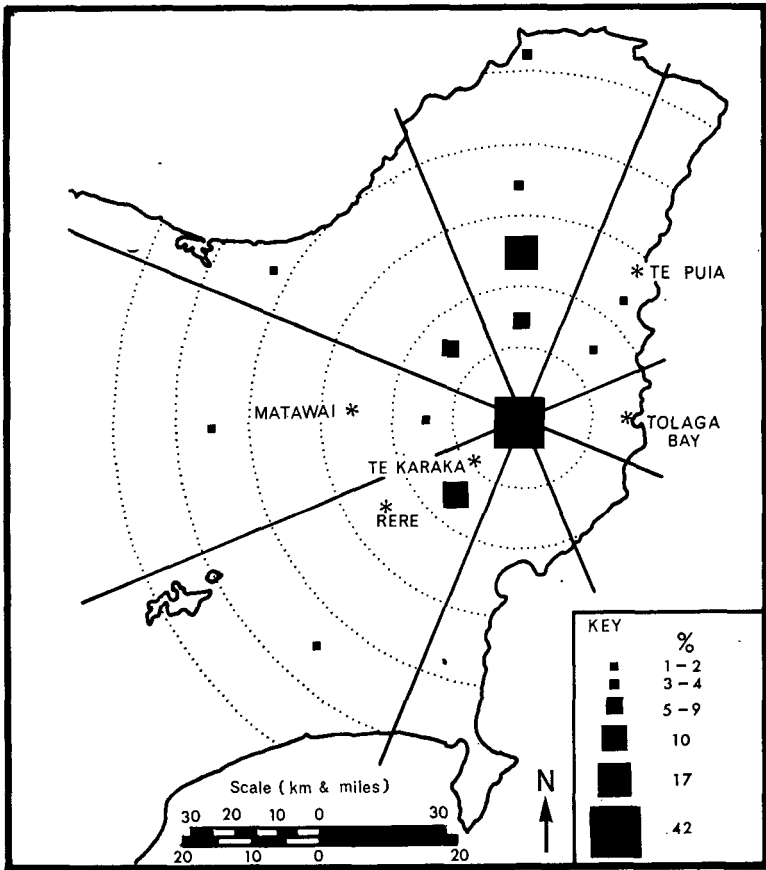 * TE PUIA
MATAWAI *
* TOLAGA
BAY
TE KARAKA *
*
RERE
KEY
%
1-2
3-4
5-9
10
17
42
Scale (km & miles)
30 20 10 0 30
20 10 0 20
N